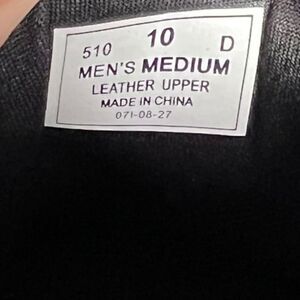 510 10 D
MEN'S MEDIUM
LEATHER UPPER
MADE IN CHINA
071-08-27